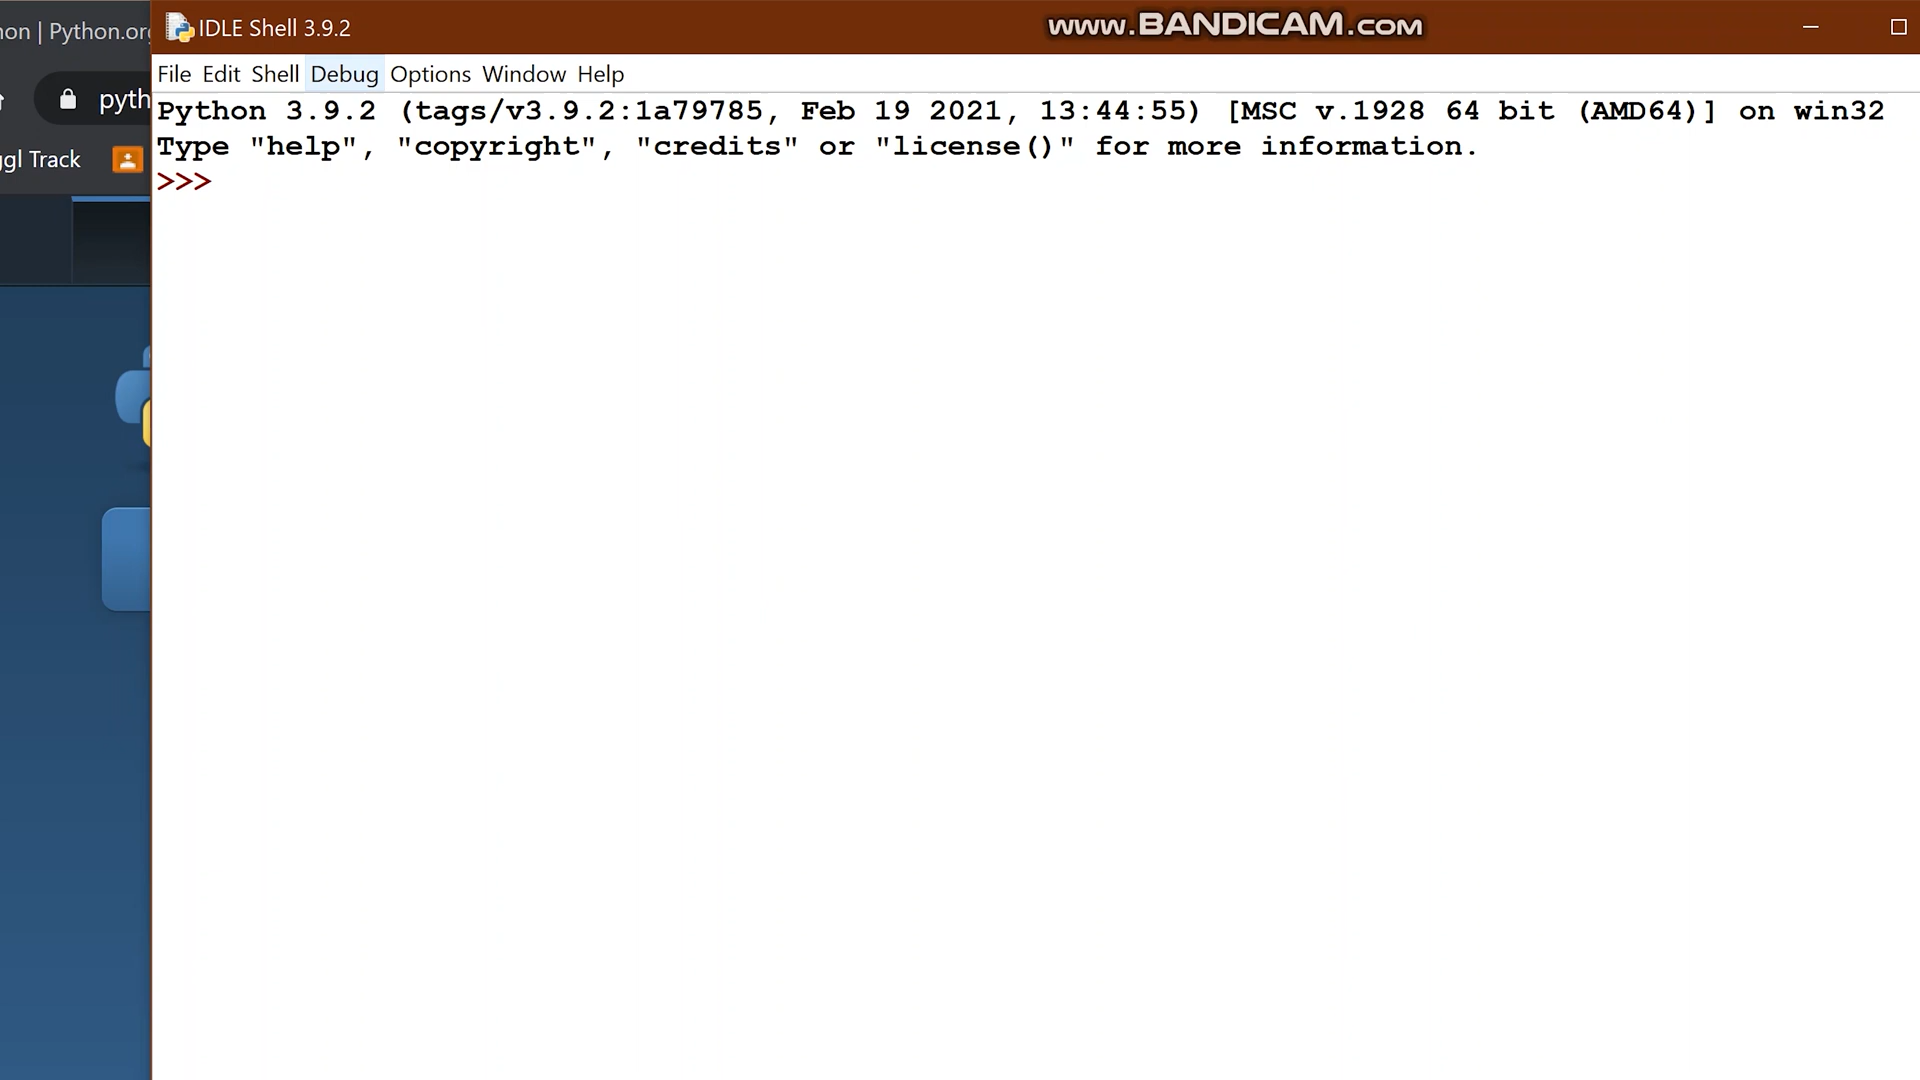 on | Python.org
IDLE Shell 3.9.2
www.BANDICAM.com
File Edit Shell Debug Options Window Help
pyth
Python 3.9.2 (tags/v3.9.2:1a79785, Feb 19 2021, 13:44:55) [MSC v.1928 64 bit (AMD64)] on win32
ggl Track
Type "help", "copyright", "credits" or "license()" for more information.
>>>